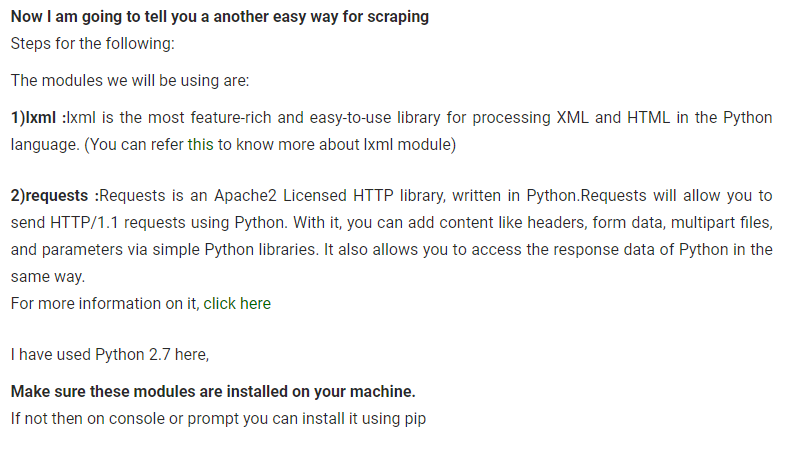 Now I am going to tell you a another easy way for scraping
Steps for the following:
The modules we will be using are:
1)lxml :lxml is the most feature-rich and easy-to-use library for processing XML and HTML in the Python
language. (You can refer this to know more about lxml module)
2)requests :Requests is an Apache2 Licensed HTTP library, written in Python.Requests will allow you to
send HTTP/1.1 requests using Python. With it, you can add content like headers, form data, multipart files,
and parameters via simple Python libraries. It also allows you to access the response data of Python in the
same way.
For more information on it, click here
I have used Python 2.7 here,
Make sure these modules are installed on your machine.
If not then on console or prompt you can install it using pip